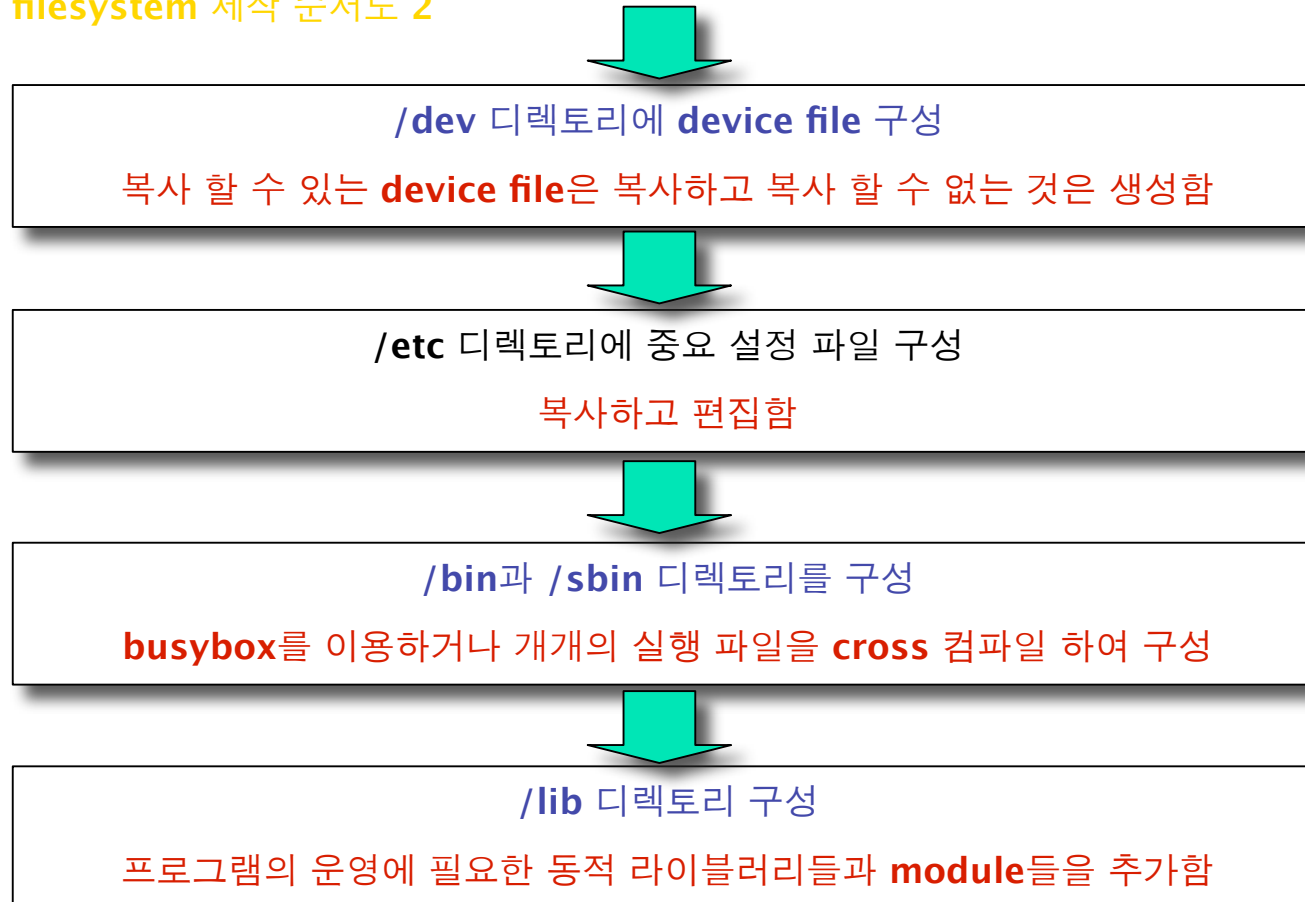 filesystem 제작 순서도 2
/dev 디렉토리에 device file 구성
복사 할 수 있는 device file은 복사하고 복사 할 수 없는 것은 생성함
/etc 디렉토리에 중요 설정 파일 구성
복사하고 편집함
/bin과 /sbin 디렉토리를 구성
busybox를 이용하거나 개개의 실행 파일을 cross 컴파일 하여 구성
/lib 디렉토리 구성
프로그램의 운영에 필요한 동적 라이블러리들과 module들을 추가함